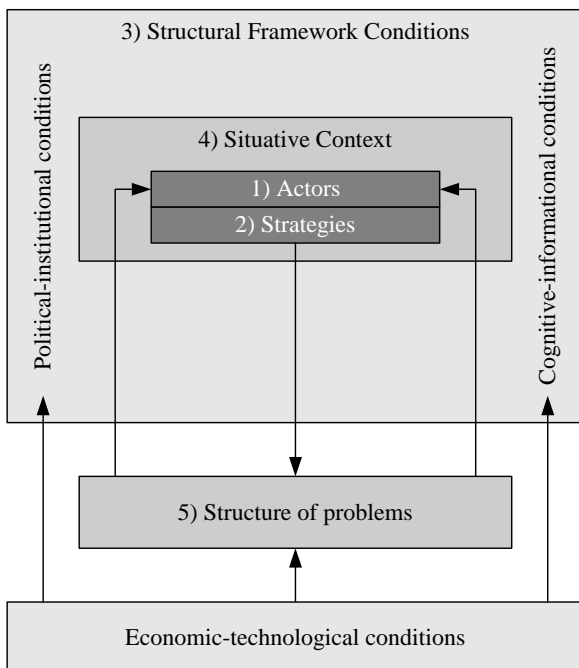 3) Structural Framework Conditions
Political-institutional conditions
4) Situative Context
1) Actors
2) Strategies
Cognitive-informational conditions
5) Structure of problems
Economic-technological conditions